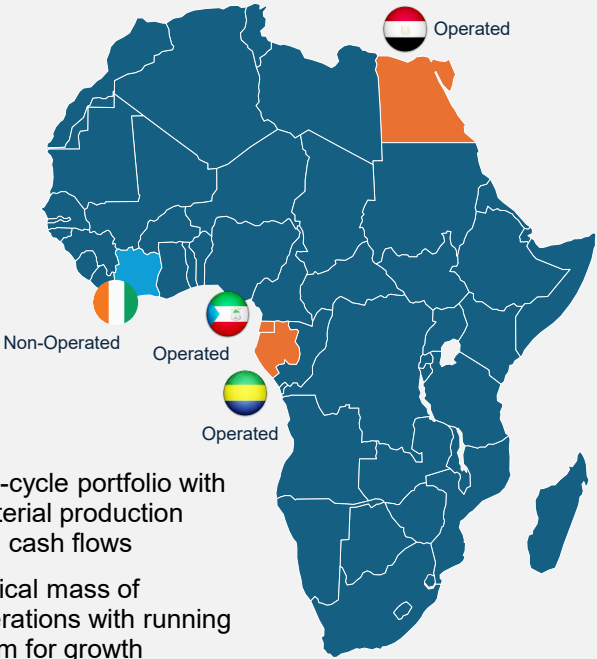 Operated
Non-Operated
Operated
Operated
-cycle portfolio with
terial production
cash flows
ical mass of
erations with running
m for growth